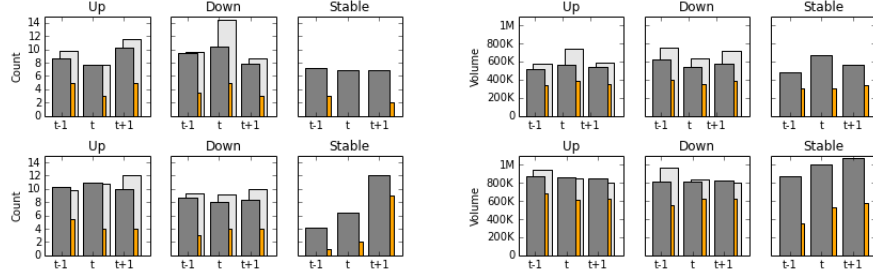 Up Down Stable
Count
14
12
10
8
6
4
2
0
t-1 t t+1 t-1 t t+1 t-1 t t+1
Up Down Stable
Volume
1M
800K
600K
400K
200K
0
t-1 t t+1 t-1 t t+1 t-1 t t+1
Up Down Stable
Count
14
12
10
8
6
4
2
0
t-1 t t+1 t-1 t t+1 t-1 t t+1
Up Down Stable
Volume
1M
800K
600K
400K
200K
0
t-1 t t+1 t-1 t t+1 t-1 t t+1